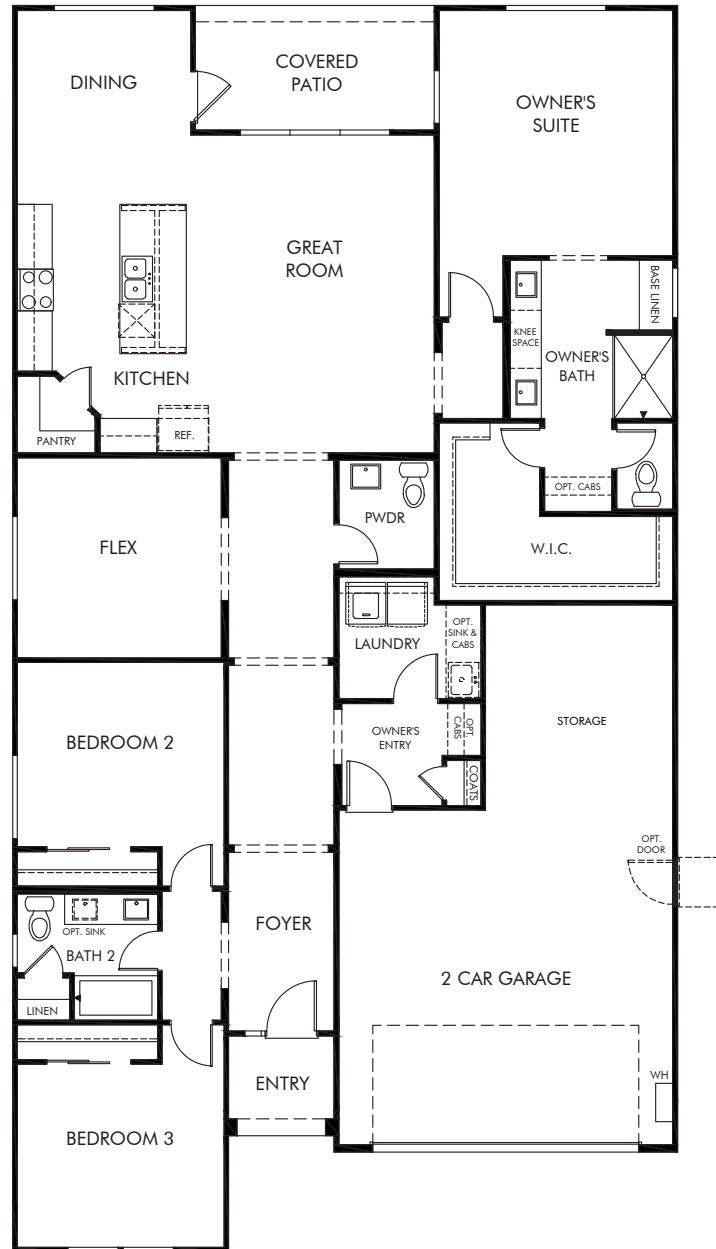 COVERED
PATIO
DINING
OWNER'S
SUITE
GREAT
ROOM
BASE LINEN
KNEE
SPACE
OWNER'S
BATH
KITCHEN
PANTRY
REF.
OPT. CABS
PWDR
FLEX
W.I.C.
LAUNDRY
OPT.
SINK &
CABS
STORAGE
BEDROOM 2
OWNER'S
ENTRY
OPT.
CABS
COATS
OPT.
DOOR
FOYER
OPT. SINK
BATH 2
LINEN
2 CAR GARAGE
WH
ENTRY
BEDROOM 3